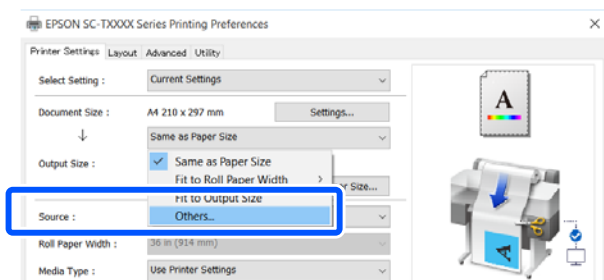 EPSON SC-TXXXX Series Printing Preferences
Printer Settings Layout Advanced Utility
Select Setting : Current Settings
Document Size : A4 210 x 297 mm Settings...
Same as Paper Size
Output Size : Same as Paper Size
Fit to Roll Paper Width
er Size...
Fit to Output Size
Source : Others...
Roll Paper Width : 36 in (914 mm)
Media Type : Use Printer Settings
A
A